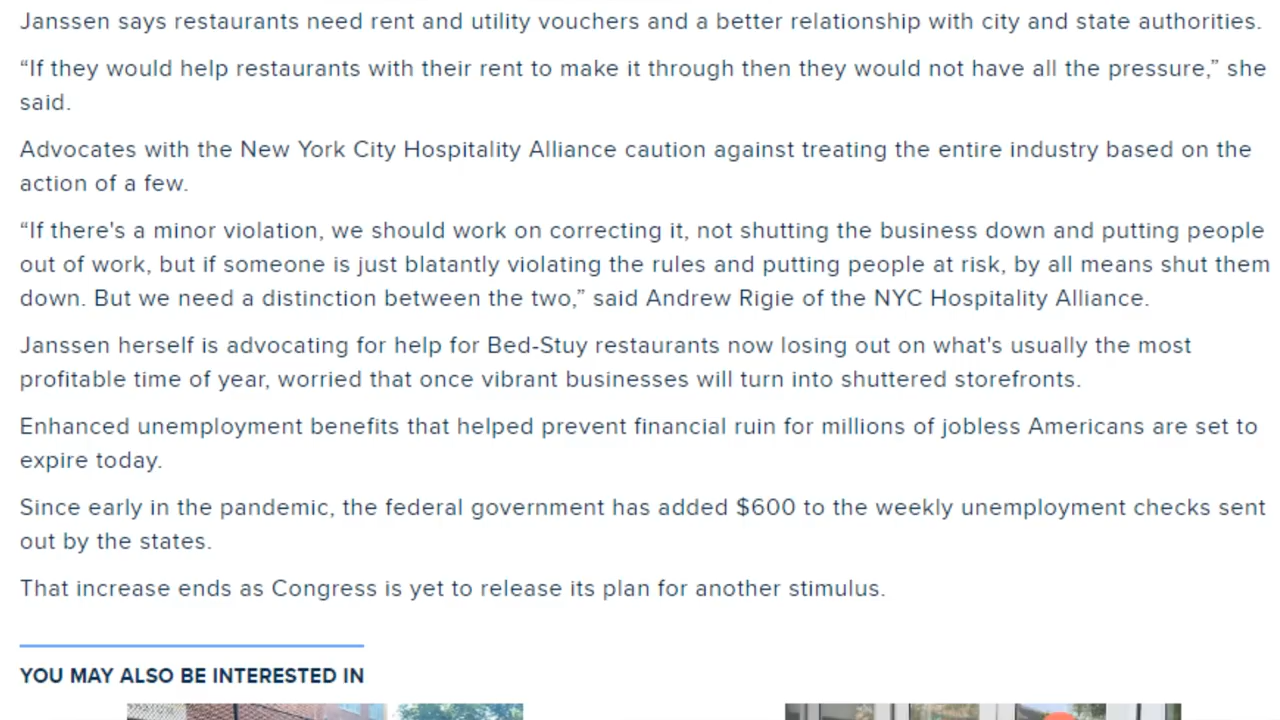 Janssen says restaurants need rent and utility vouchers and a better relationship with city and state authorities.
“If they would help restaurants with their rent to make it through then they would not have all the pressure,” she
said.
Advocates with the New York City Hospitality Alliance caution against treating the entire industry based on the
action of a few.
“If there's a minor violation, we should work on correcting it, not shutting the business down and putting people
out of work, but if someone is just blatantly violating the rules and putting people at risk, by all means shut them
down. But we need a distinction between the two,” said Andrew Rigie of the NYC Hospitality Alliance.
Janssen herself is advocating for help for Bed-Stuy restaurants now losing out on what's usually the most
profitable time of year, worried that once vibrant businesses will turn into shuttered storefronts.
Enhanced unemployment benefits that helped prevent financial ruin for millions of jobless Americans are set to
expire today.
Since early in the pandemic, the federal government has added $600 to the weekly unemployment checks sent
out by the states.
That increase ends as Congress is yet to release its plan for another stimulus.
YOU MAY ALSO BE INTERESTED IN